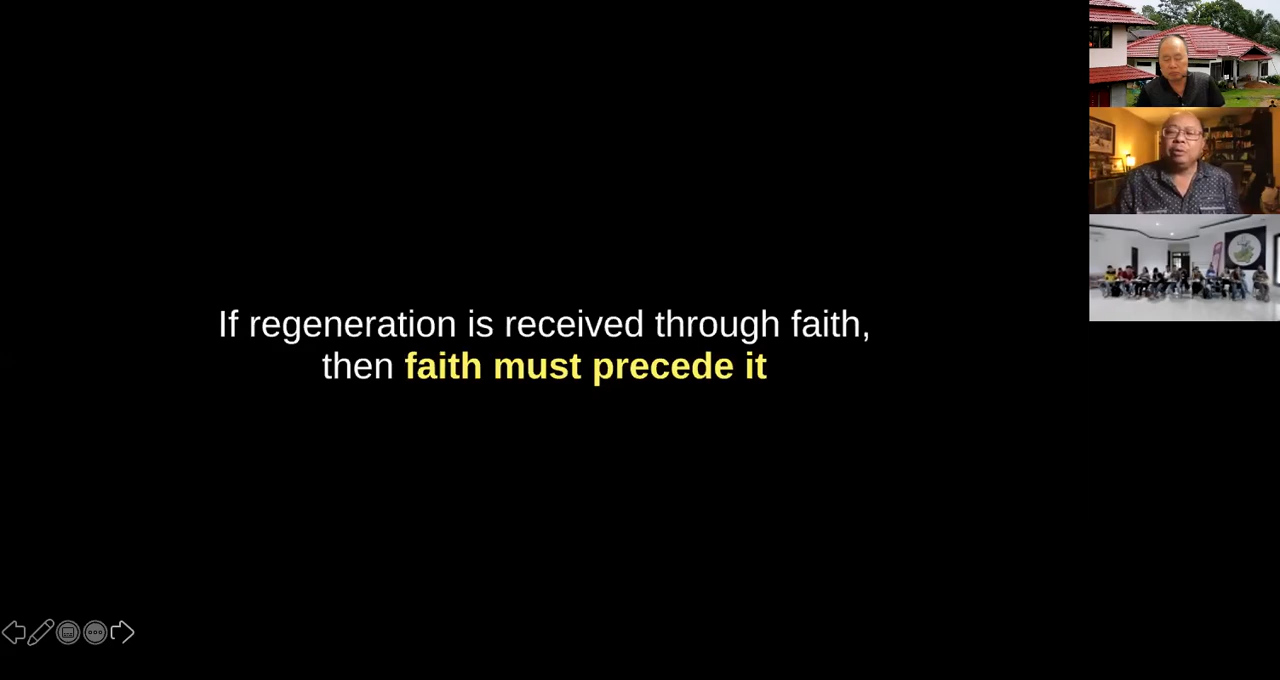 If regeneration is received through faith,
then faith must precede it